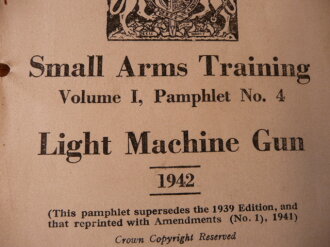 Small Arms Training
Volume I, Pamphlet No. 4
Light Machine Gun
1942
(This pamphlet supersedes the 1939 Edition, and
that reprinted with Amendments (No. 1), 1941)
Crown Copyright Reserved